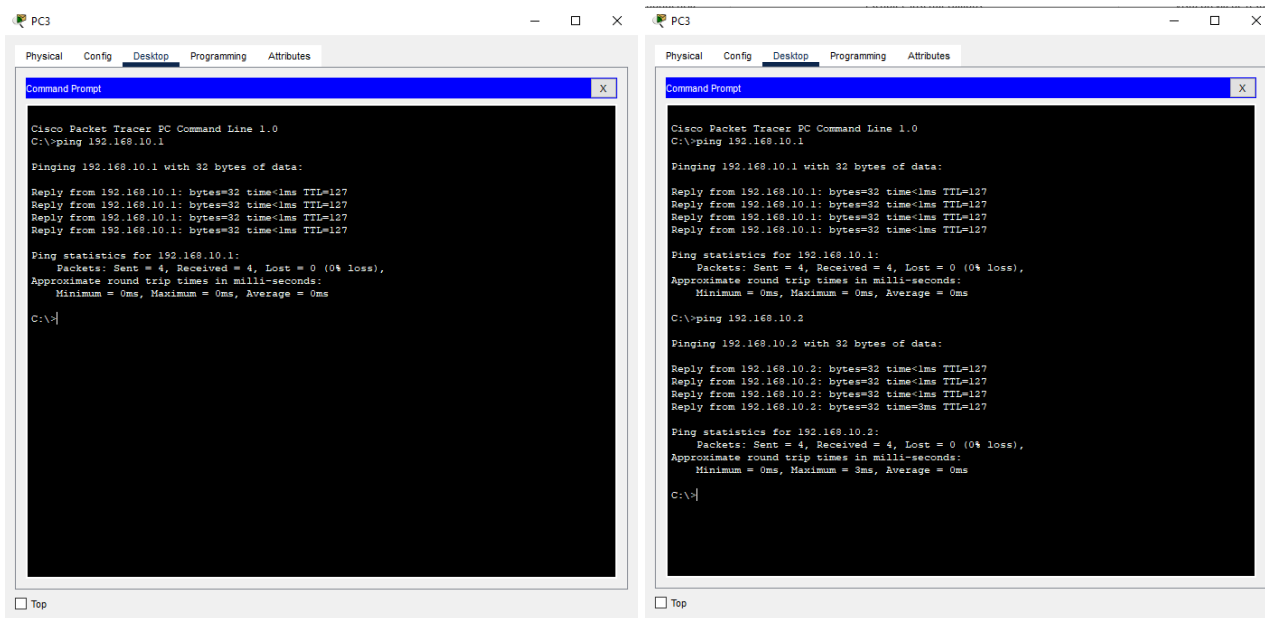 PC3
Physical Config Desktop Programming Attributes
Command Prompt X
Cisco Packet Tracer PC Command Line 1.0
C:\>ping 192.168.10.1
Pinging 192.168.10.1 with 32 bytes of data:
Reply from 192.168.10.1: bytes=32 time<1ms TTL=127
Reply from 192.168.10.1: bytes=32 time<1ms TTL=127
Reply from 192.168.10.1: bytes=32 time<1ms TTL=127
Reply from 192.168.10.1: bytes=32 time<1ms TTL=127
Ping statistics for 192.168.10.1:
Packets: Sent = 4, Received = 4, Lost = 0 (0% loss),
Approximate round trip times in milli-seconds:
Minimum = 0ms, Maximum = 0ms, Average = 0ms
C:\>
Top
PC3
Physical Config Desktop Programming Attributes
Command Prompt X
Cisco Packet Tracer PC Command Line 1.0
C:\>ping 192.168.10.1
Pinging 192.168.10.1 with 32 bytes of data:
Reply from 192.168.10.1: bytes=32 time<1ms TTL=127
Reply from 192.168.10.1: bytes=32 time<1ms TTL=127
Reply from 192.168.10.1: bytes=32 time<1ms TTL=127
Reply from 192.168.10.1: bytes=32 time<1ms TTL=127
Ping statistics for 192.168.10.1:
Packets: Sent = 4, Received = 4, Lost = 0 (0% loss),
Approximate round trip times in milli-seconds:
Minimum = 0ms, Maximum = 0ms, Average = 0ms
C:\>ping 192.168.10.2
Pinging 192.168.10.2 with 32 bytes of data:
Reply from 192.168.10.2: bytes=32 time<1ms TTL=127
Reply from 192.168.10.2: bytes=32 time<1ms TTL=127
Reply from 192.168.10.2: bytes=32 time<1ms TTL=127
Reply from 192.168.10.2: bytes=32 time=3ms TTL=127
Ping statistics for 192.168.10.2:
Packets: Sent = 4, Received = 4, Lost = 0 (0% loss),
Approximate round trip times in milli-seconds:
Minimum = 0ms, Maximum = 3ms, Average = 0ms
C:\>
Top